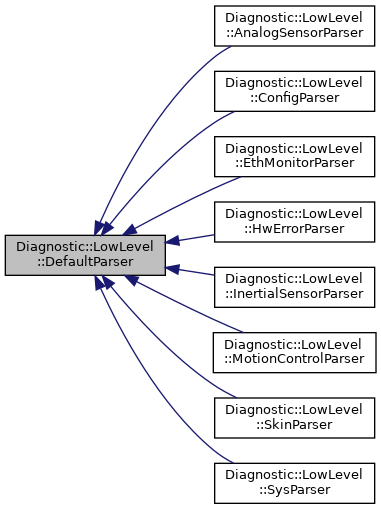 Diagnostic::LowLevel
::AnalogSensorParser
Diagnostic::LowLevel
::ConfigParser
Diagnostic::LowLevel
::EthMonitorParser
Diagnostic::LowLevel
::HwErrorParser
Diagnostic::LowLevel
::DefaultParser
Diagnostic::LowLevel
::InertialSensorParser
Diagnostic::LowLevel
::MotionControlParser
Diagnostic::LowLevel
::SkinParser
Diagnostic::LowLevel
::SysParser